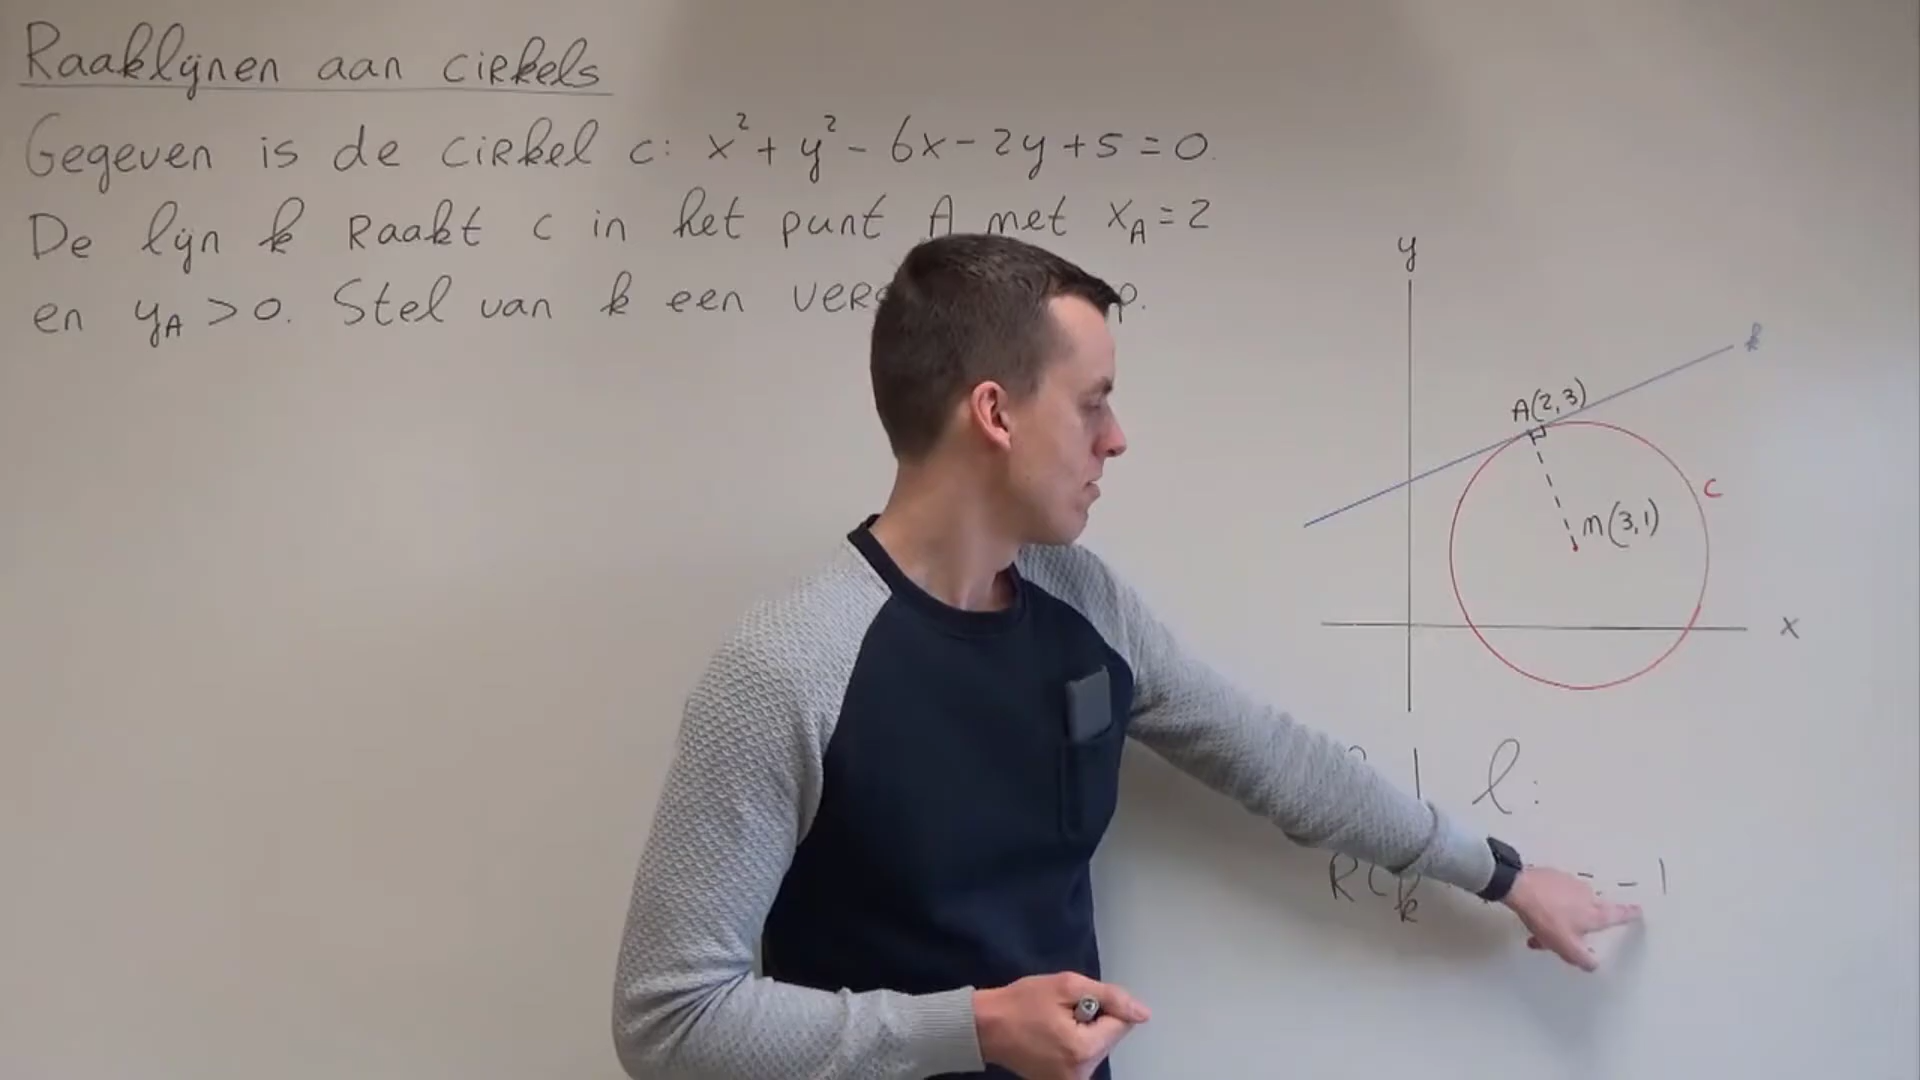 Raaklijnen aan cirkels
Gegeven is de cirkel c: x² + y² - 6x - 2y + 5 = 0.
De lijn k raakt c in het punt A met x_A = 2
en y_A > 0. Stel van k een
y
k
A(2,3)
c
M(3,1)
x
l:
= -1